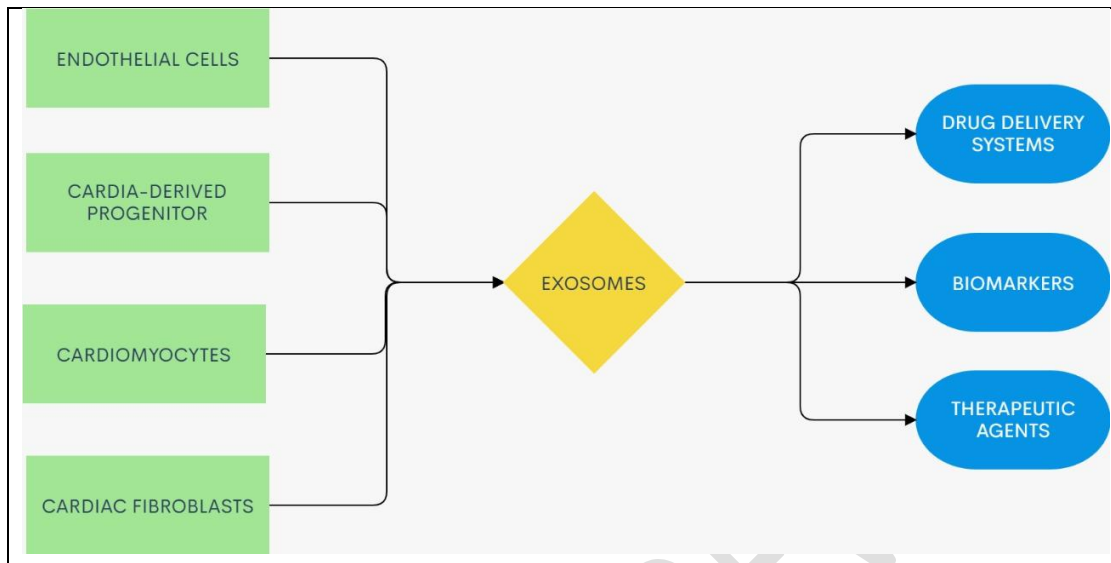 ENDOTHELIAL CELLS
CARDIA-DERIVED
PROGENITOR
CARDIOMYOCYTES
CARDIAC FIBROBLASTS
EXOSOMES
DRUG DELIVERY
SYSTEMS
BIOMARKERS
THERAPEUTIC
AGENTS